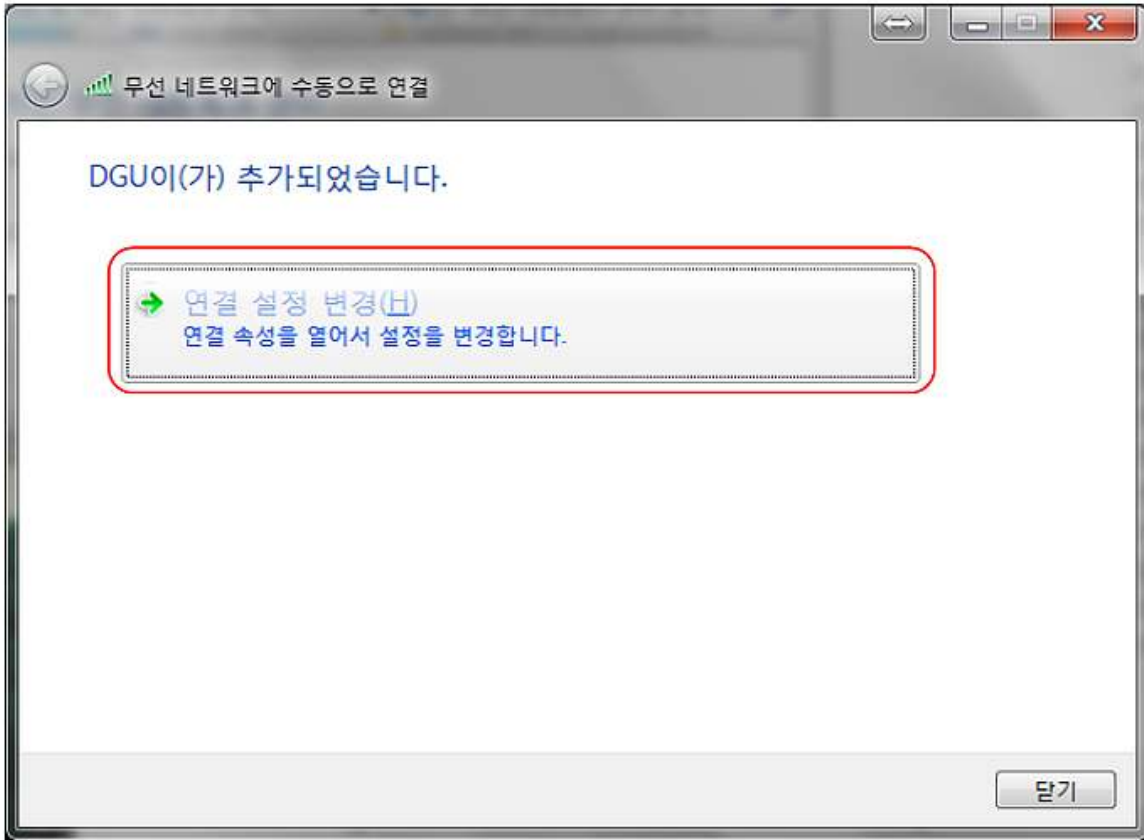 무선 네트워크에 수동으로 연결
DGU이(가) 추가되었습니다.
연결 설정 변경(H)
연결 속성을 열어서 설정을 변경합니다.
닫기